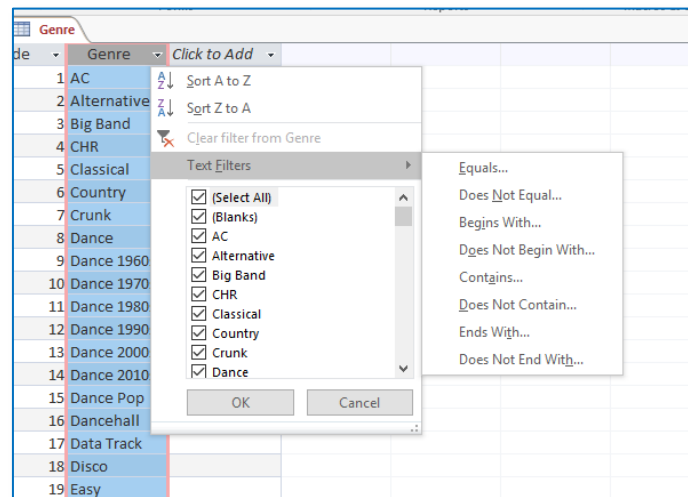 Genre
de Genre Click to Add
1 AC
2 Alternative
3 Big Band
4 CHR
5 Classical
6 Country
7 Crunk
8 Dance
9 Dance 1960
10 Dance 1970
11 Dance 1980
12 Dance 1990
13 Dance 2000
14 Dance 2010
15 Dance Pop
16 Dancehall
17 Data Track
18 Disco
19 Easy
Sort A to Z
Sort Z to A
Clear filter from Genre
Text Filters
(Select All)
(Blanks)
AC
Alternative
Big Band
CHR
Classical
Country
Crunk
Dance
OK Cancel
Equals...
Does Not Equal...
Begins With...
Does Not Begin With...
Contains...
Does Not Contain...
Ends With...
Does Not End With...